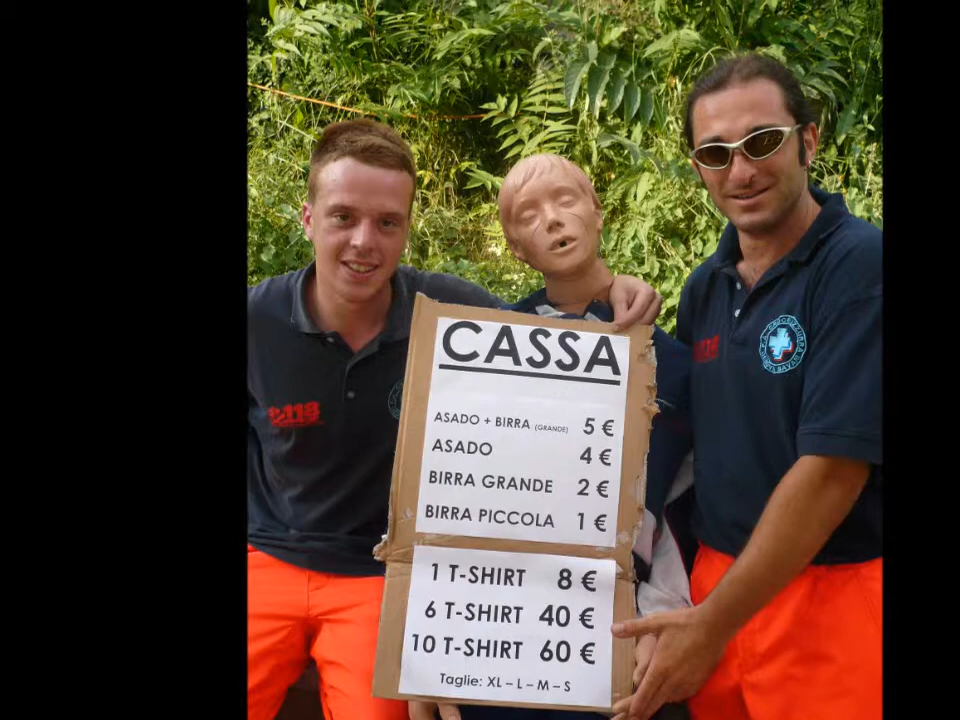 CASSA
ASADO + BIRRA (GRANDE) 5 €
ASADO 4 €
BIRRA GRANDE 2 €
BIRRA PICCOLA 1 €
1 T-SHIRT 8 €
6 T-SHIRT 40 €
10 T-SHIRT 60 €
Taglie: XL – L – M – S
118
118